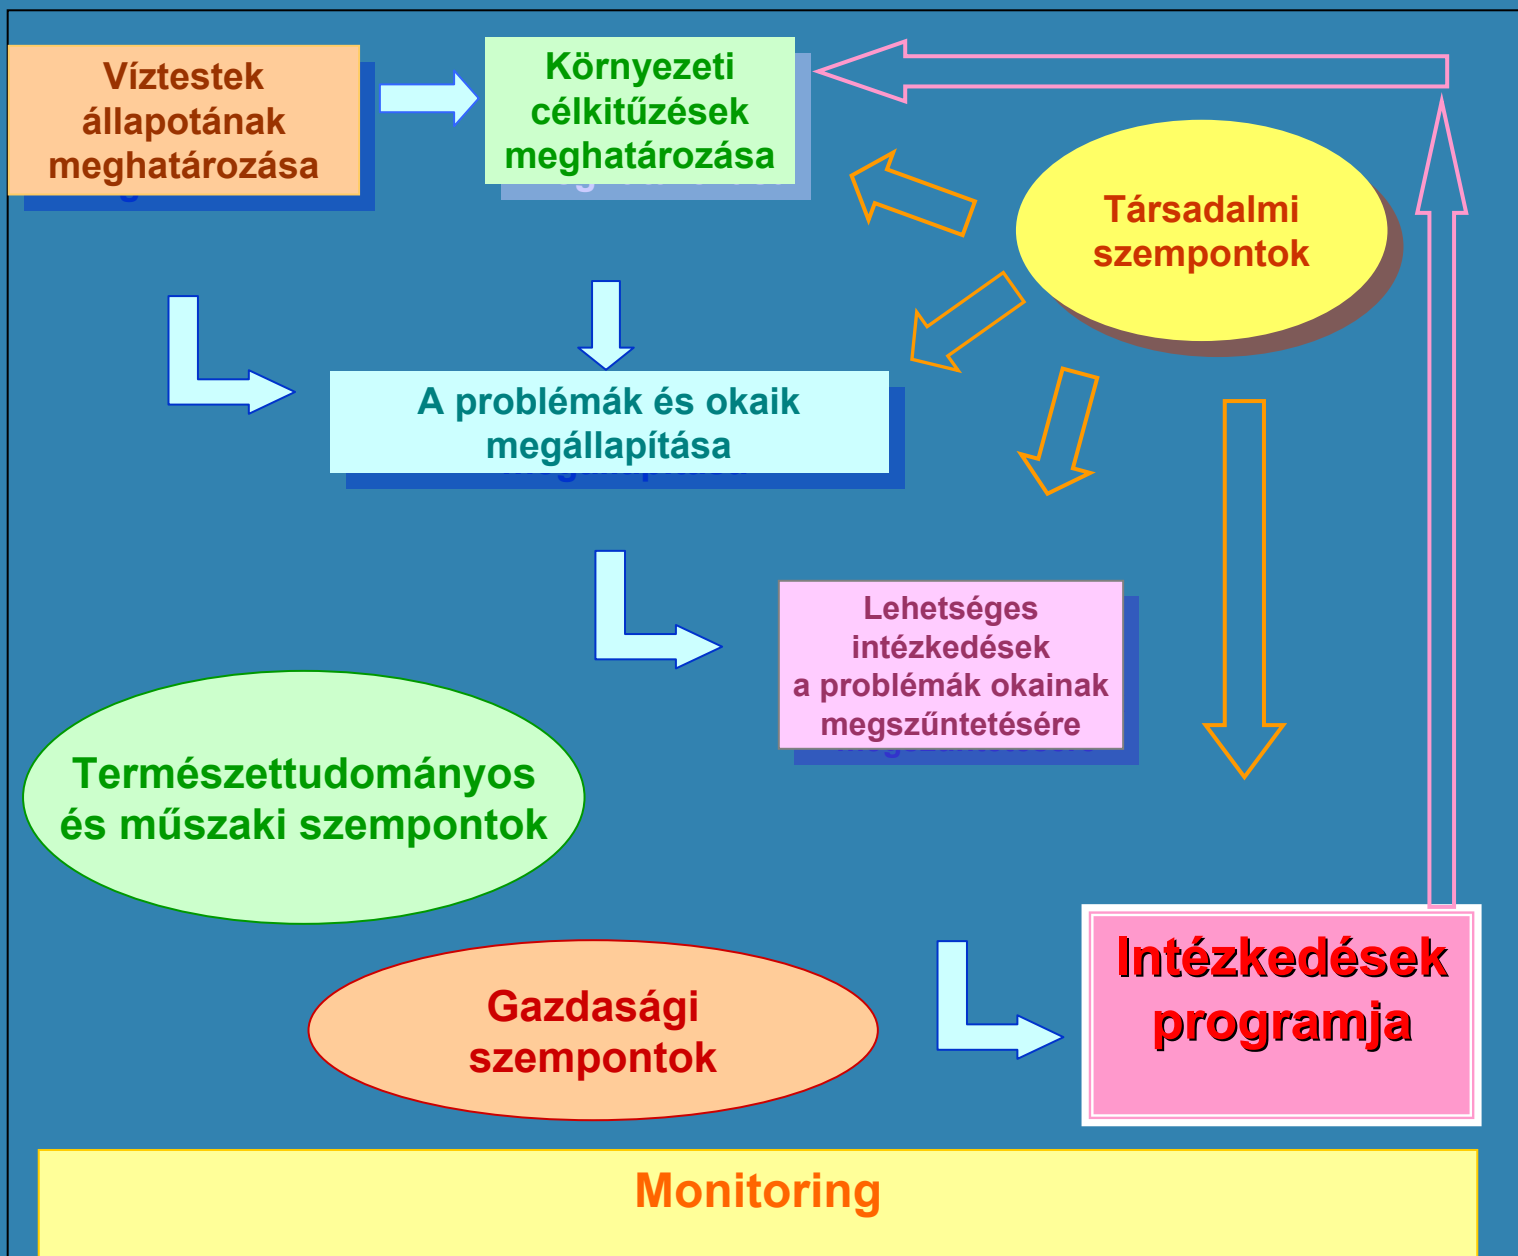 Víztestek
állapotának
meghatározása
Környezeti
célkitűzések
meghatározása
Társadalmi
szempontok
A problémák és okaik
megállapítása
Lehetséges
intézkedések
a problémák okainak
megszűntetésére
Természettudományos
és műszaki szempontok
Gazdasági
szempontok
Intézkedések
programja
Monitoring